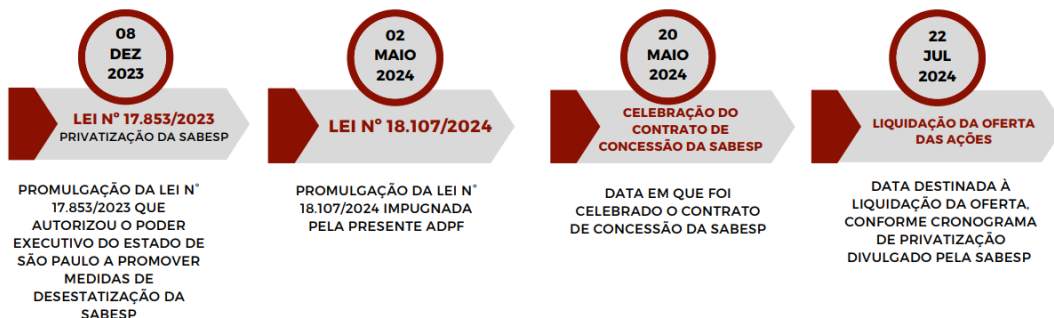 08
DEZ
2023
LEI Nº 17.853/2023
PRIVATIZAÇÃO DA SABESP
PROMULGAÇÃO DA LEI N°
17.853/2023 QUE
AUTORIZOU O PODER
EXECUTIVO DO ESTADO DE
SÃO PAULO A PROMOVER
MEDIDAS DE
DESESTATIZAÇÃO DA
SABESP
02
MAIO
2024
LEI Nº 18.107/2024
PROMULGAÇÃO DA LEI N°
18.107/2024 IMPUGNADA
PELA PRESENTE ADPF
20
MAIO
2024
CELEBRAÇÃO DO
CONTRATO DE
CONCESSÃO DA SABESP
DATA EM QUE FOI
CELEBRADO O CONTRATO
DE CONCESSÃO DA SABESP
22
JUL
2024
LIQUIDAÇÃO DA OFERTA
DAS AÇÕES
DATA DESTINADA À
LIQUIDAÇÃO DA OFERTA,
CONFORME CRONOGRAMA
DE PRIVATIZAÇÃO
DIVULGADO PELA SABESP